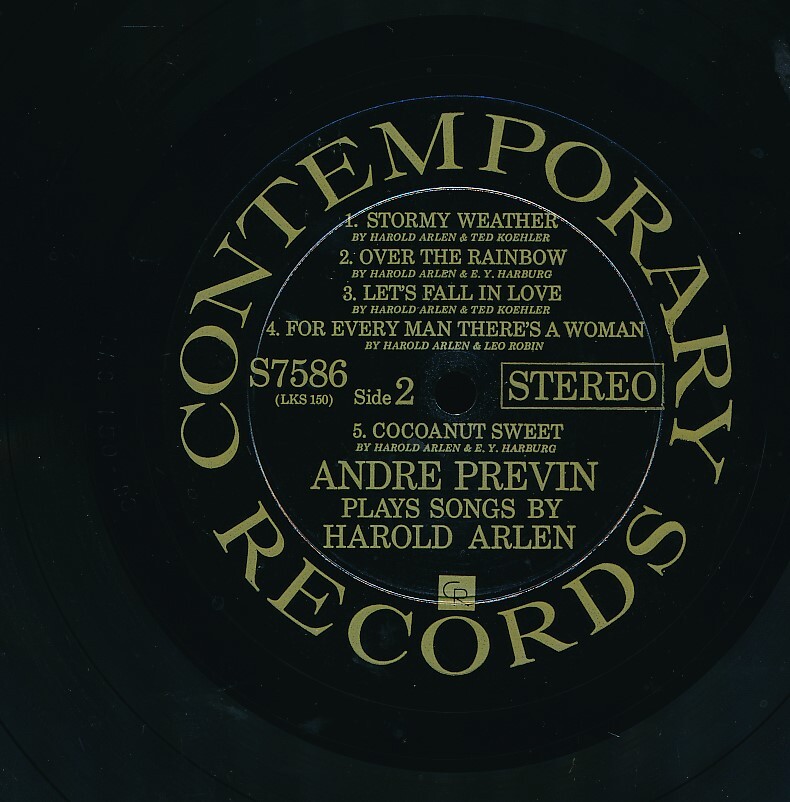 CONTEMPORARY
1. STORMY WEATHER
BY HAROLD ARLEN & TED KOEHLER
2. OVER THE RAINBOW
BY HAROLD ARLEN & E. Y. HARBURG
3. LET'S FALL IN LOVE
BY HAROLD ARLEN & TED KOEHLER
4. FOR EVERY MAN THERE'S A WOMAN
BY HAROLD ARLEN & LEO ROBIN
S7586
(LKS 150)
Side 2
STEREO
5. COCOANUT SWEET
BY HAROLD ARLEN & E. Y. HARBURG
ANDRE PREVIN
PLAYS SONGS BY
HAROLD ARLEN
CR
RECORDS